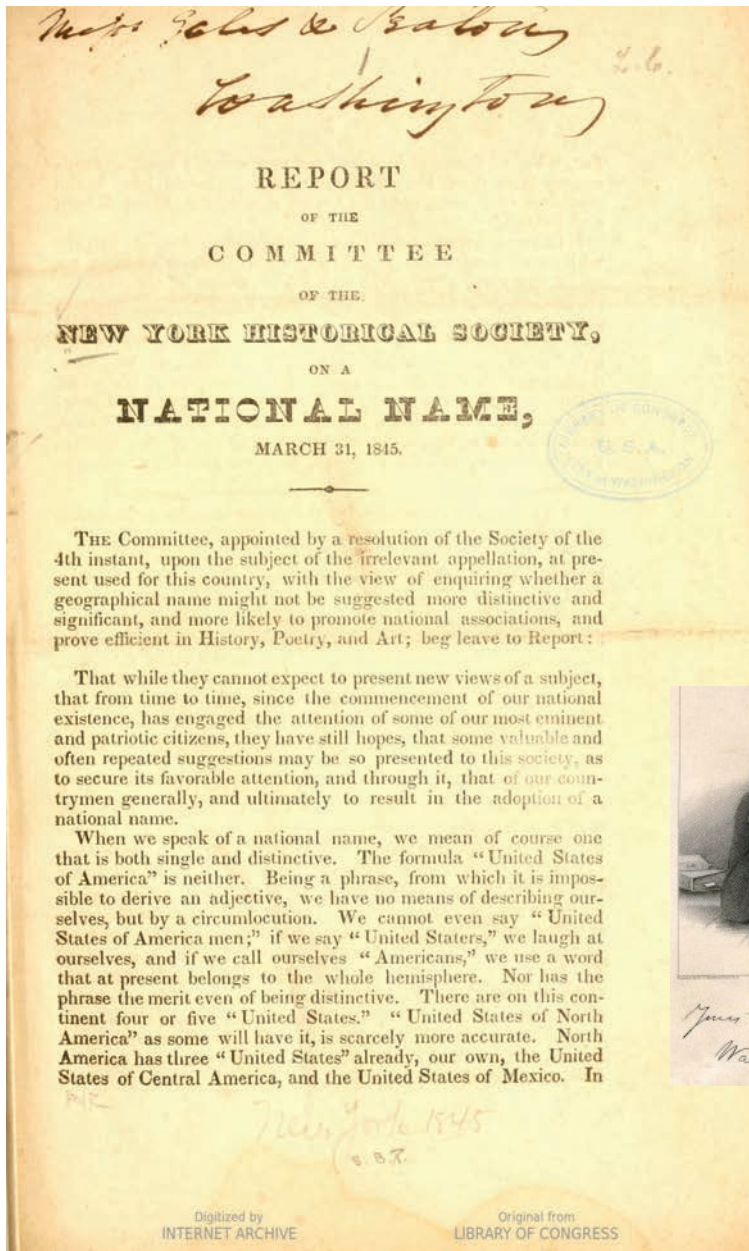 Gales & Seaton
Washington
L.C.
REPORT
OF THE
COMMITTEE
OF THE
NEW YORK HISTORICAL SOCIETY,
ON A
NATIONAL NAME,
MARCH 31, 1845.
LIBRARY OF CONGRESS
U. S. A.
CITY OF WASHINGTON
THE Committee, appointed by a resolution of the Society of the
4th instant, upon the subject of the irrelevant appellation, at pre-
sent used for this country, with the view of enquiring whether a
geographical name might not be suggested more distinctive and
significant, and more likely to promote national associations, and
prove efficient in History, Poetry, and Art; beg leave to Report:
That while they cannot expect to present new views of a subject,
that from time to time, since the commencement of our national
existence, has engaged the attention of some of our most eminent
and patriotic citizens, they have still hopes, that some valuable and
often repeated suggestions may be so presented to this society, as
to secure its favorable attention, and through it, that of our coun-
trymen generally, and ultimately to result in the adoption of a
national name.
When we speak of a national name, we mean of course one
that is both single and distinctive. The formula "United States
of America" is neither. Being a phrase, from which it is impos-
sible to derive an adjective, we have no means of describing our-
selves, but by a circumlocution. We cannot even say "United
States of America men;" if we say "United Staters," we laugh at
ourselves, and if we call ourselves "Americans," we use a word
that at present belongs to the whole hemisphere. Nor has the
phrase the merit even of being distinctive. There are on this con-
tinent four or five "United States." "United States of North
America" as some will have it, is scarcely more accurate. North
America has three "United States" already, our own, the United
States of Central America, and the United States of Mexico. In
New York 1845
S. B. R.
Digitized by
INTERNET ARCHIVE
Original from
LIBRARY OF CONGRESS
Wa